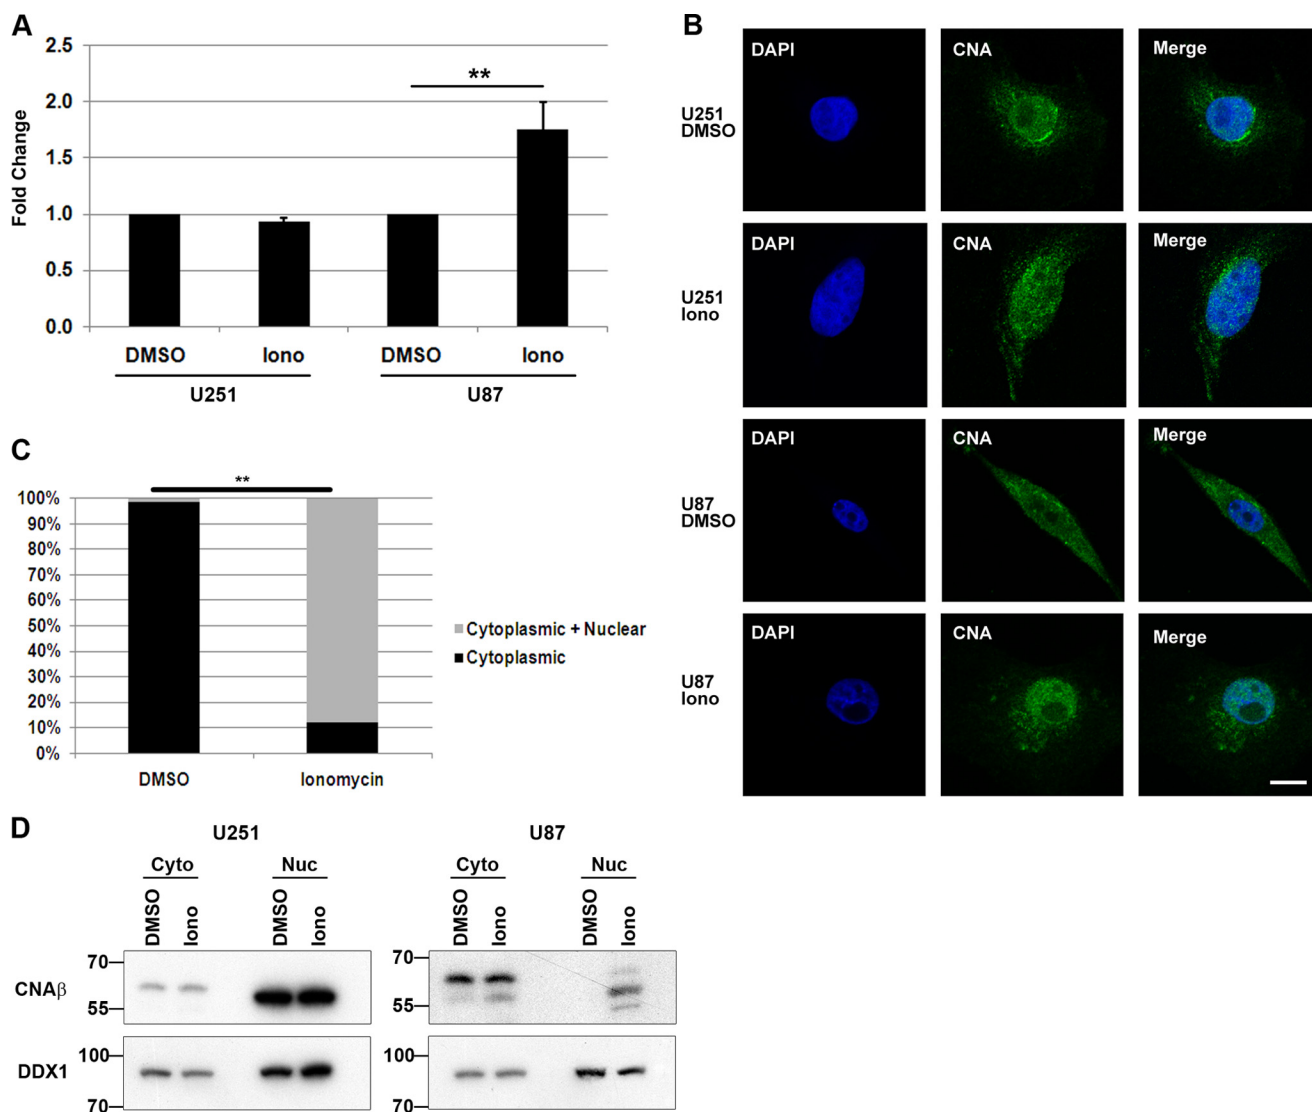 A
2.5
2.0
1.5
1.0
0.5
0.0
Fold Change
**
DMSO Iono DMSO Iono
U251 U87
B
U251
DMSO
DAPI CNA Merge
U251
Iono
DAPI CNA Merge
U87
DMSO
DAPI CNA Merge
U87
Iono
DAPI CNA Merge
C
**
100%
90%
80%
70%
60%
50%
40%
30%
20%
10%
0%
DMSO Ionomycin
Cytoplasmic + Nuclear
Cytoplasmic
D
U251 U87
Cyto Nuc Cyto Nuc
DMSO Iono DMSO Iono DMSO Iono DMSO Iono
CNAβ
70 70
55 55
DDX1
100 100
70 70